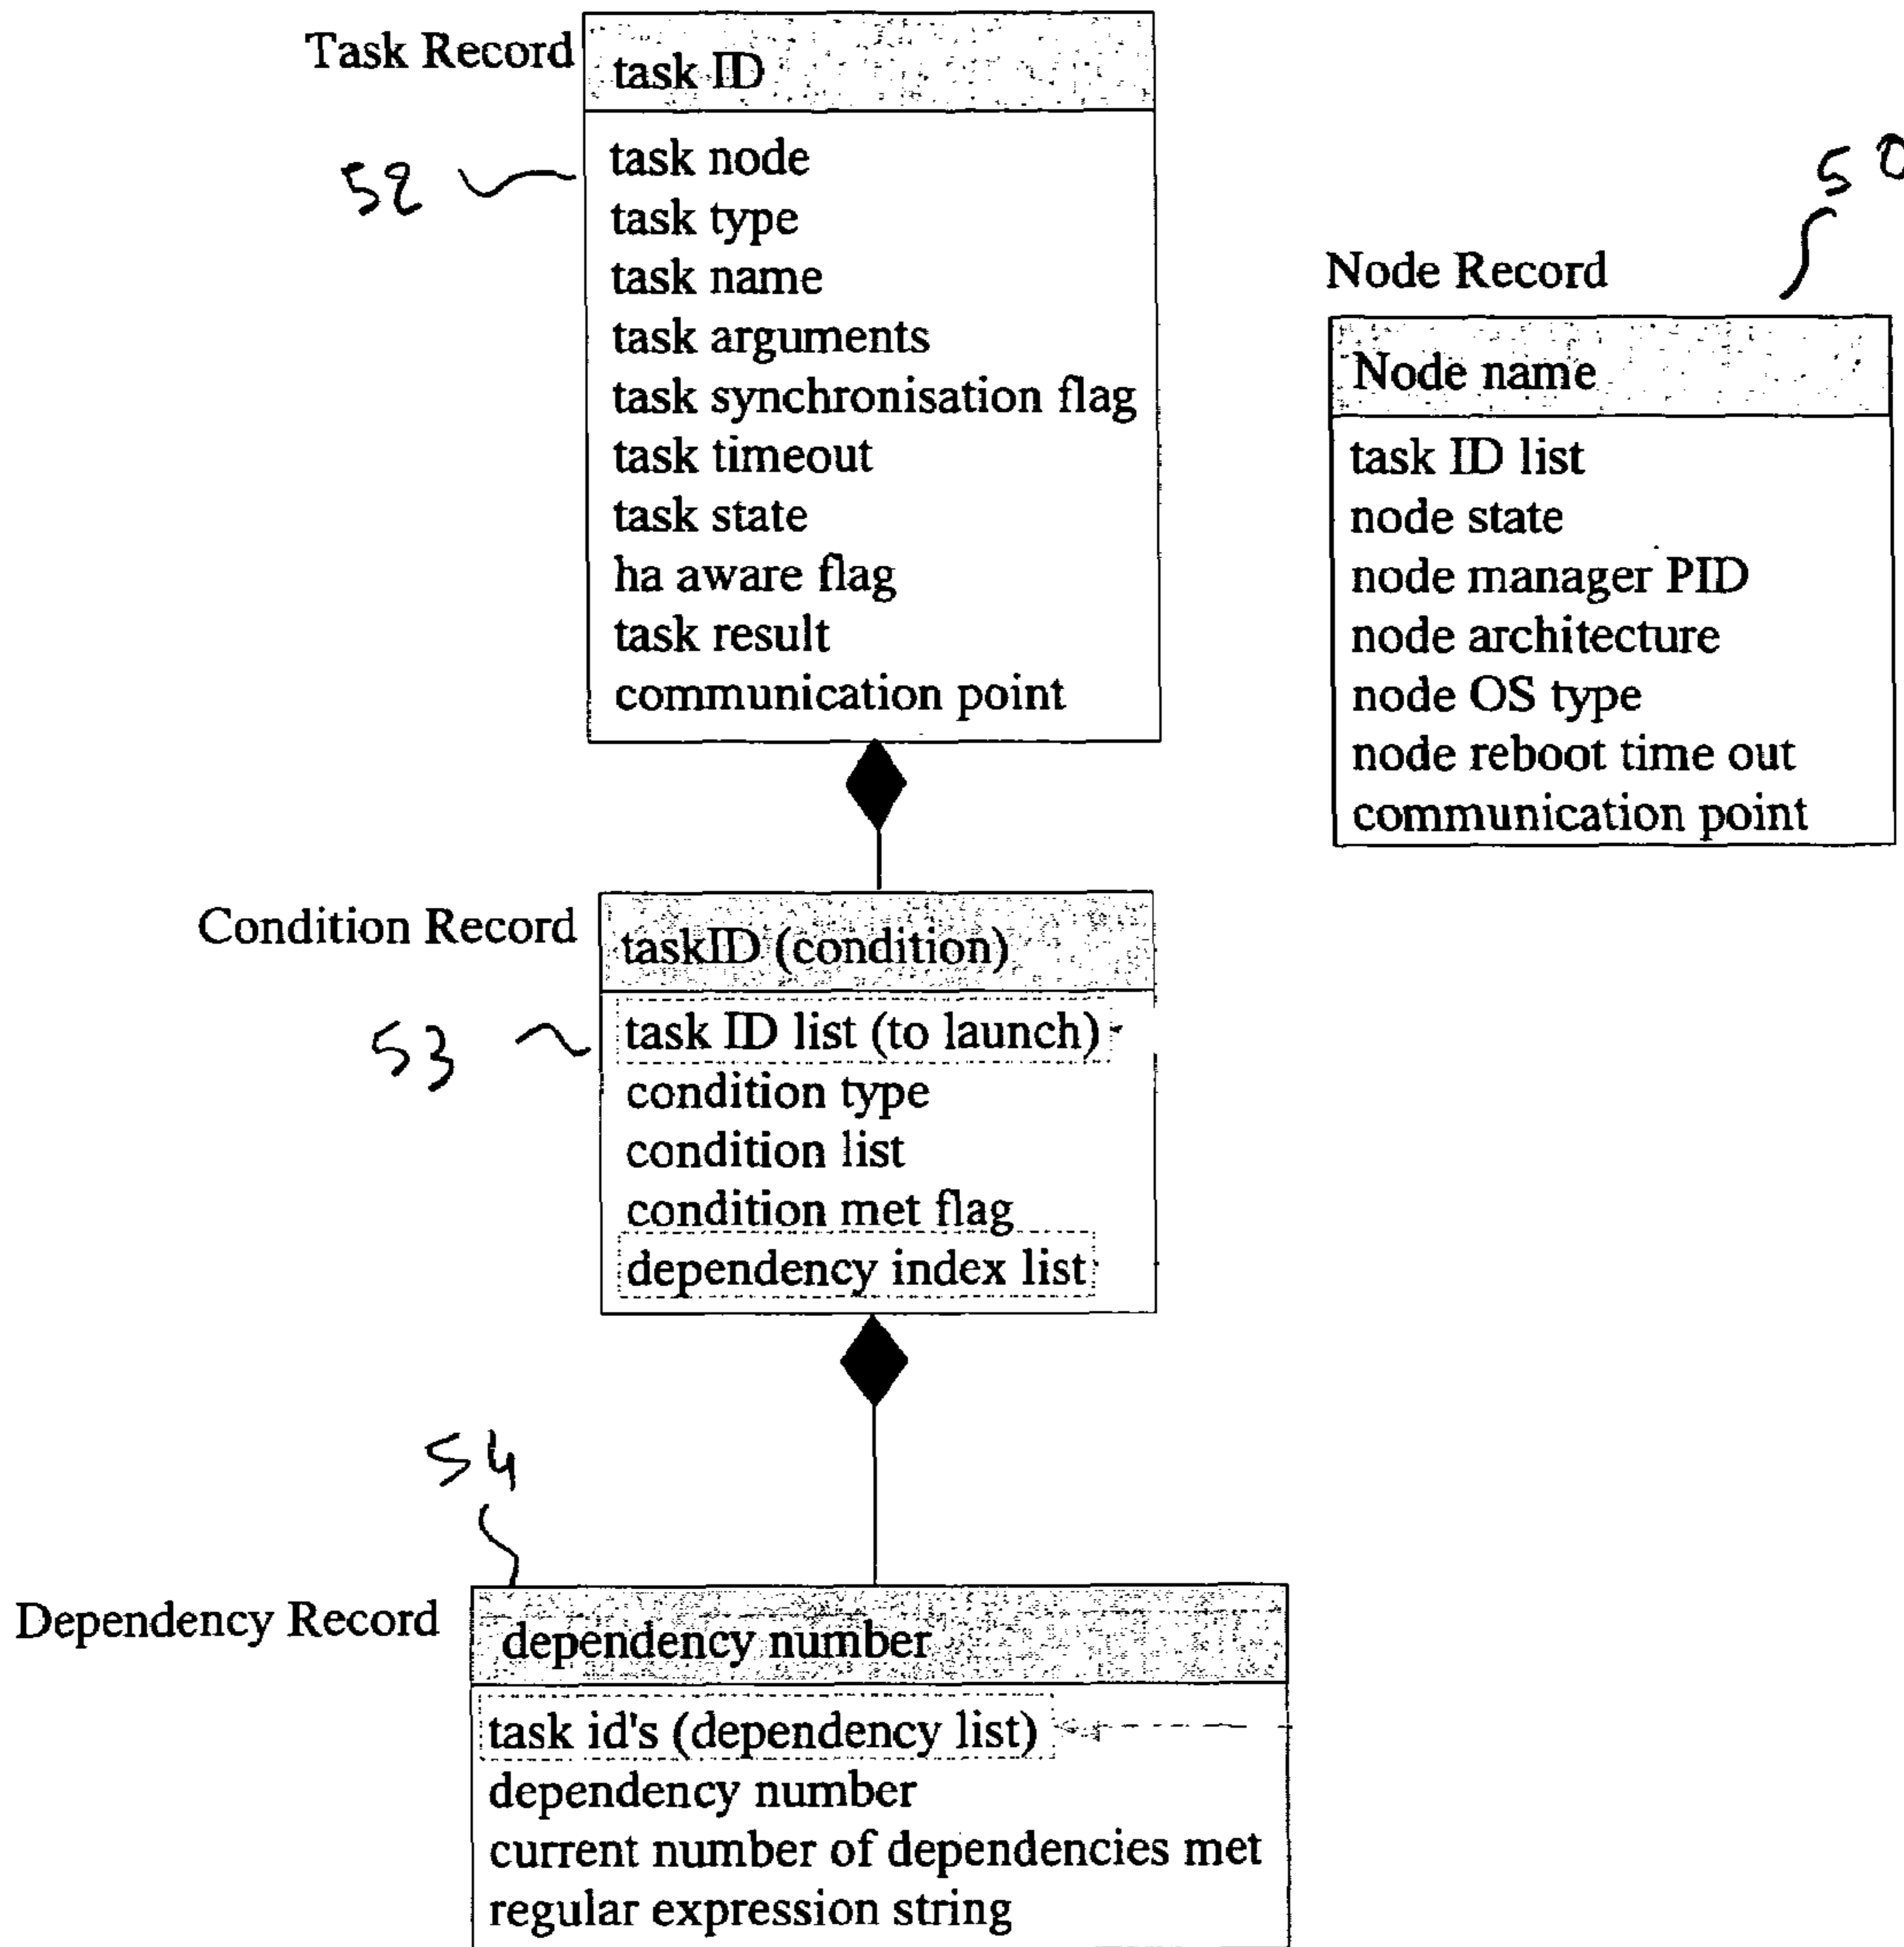 Task Record
task ID
52
task node
task type
task name
task arguments
task synchronisation flag
task timeout
task state
ha aware flag
task result
communication point
50
Node Record
Node name
task ID list
node state
node manager PID
node architecture
node OS type
node reboot time out
communication point
Condition Record
taskID (condition)
53
task ID list (to launch)
condition type
condition list
condition met flag
dependency index list
54
Dependency Record
dependency number
task id's (dependency list)
dependency number
current number of dependencies met
regular expression string